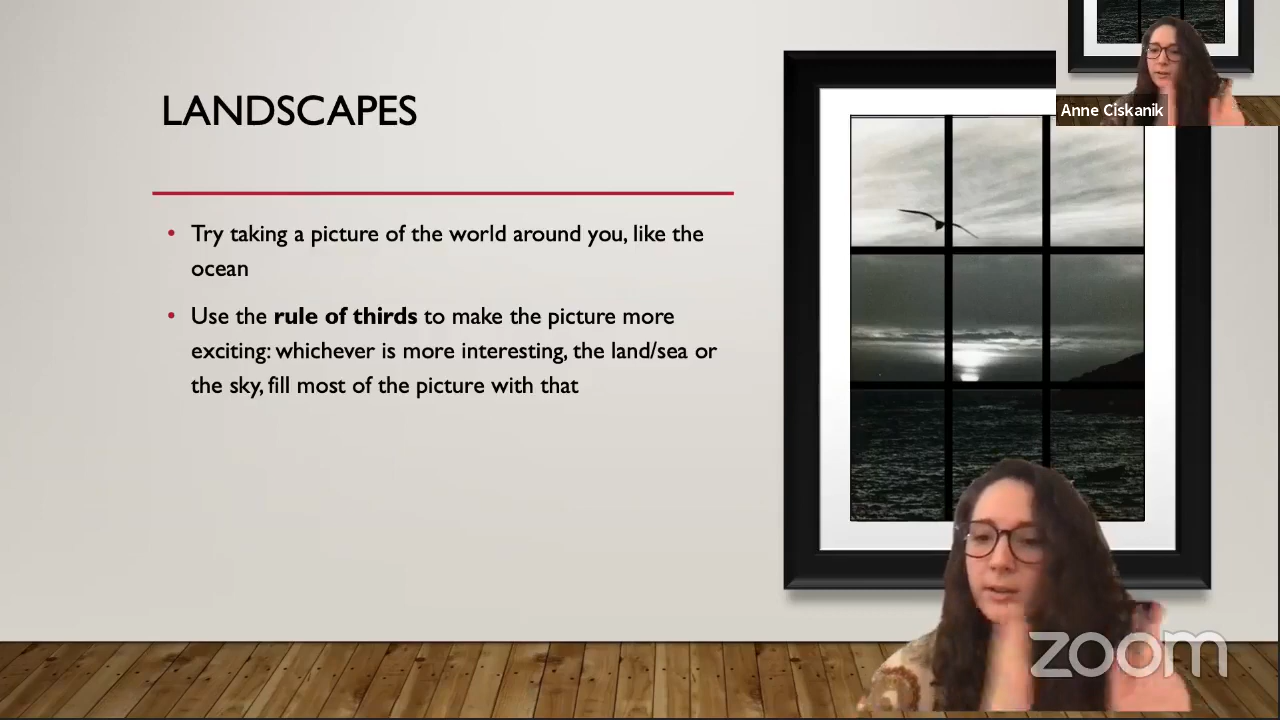 LANDSCAPES
Anne Ciskanik
• Try taking a picture of the world around you, like the
ocean
• Use the rule of thirds to make the picture more
exciting: whichever is more interesting, the land/sea or
the sky, fill most of the picture with that
zoom